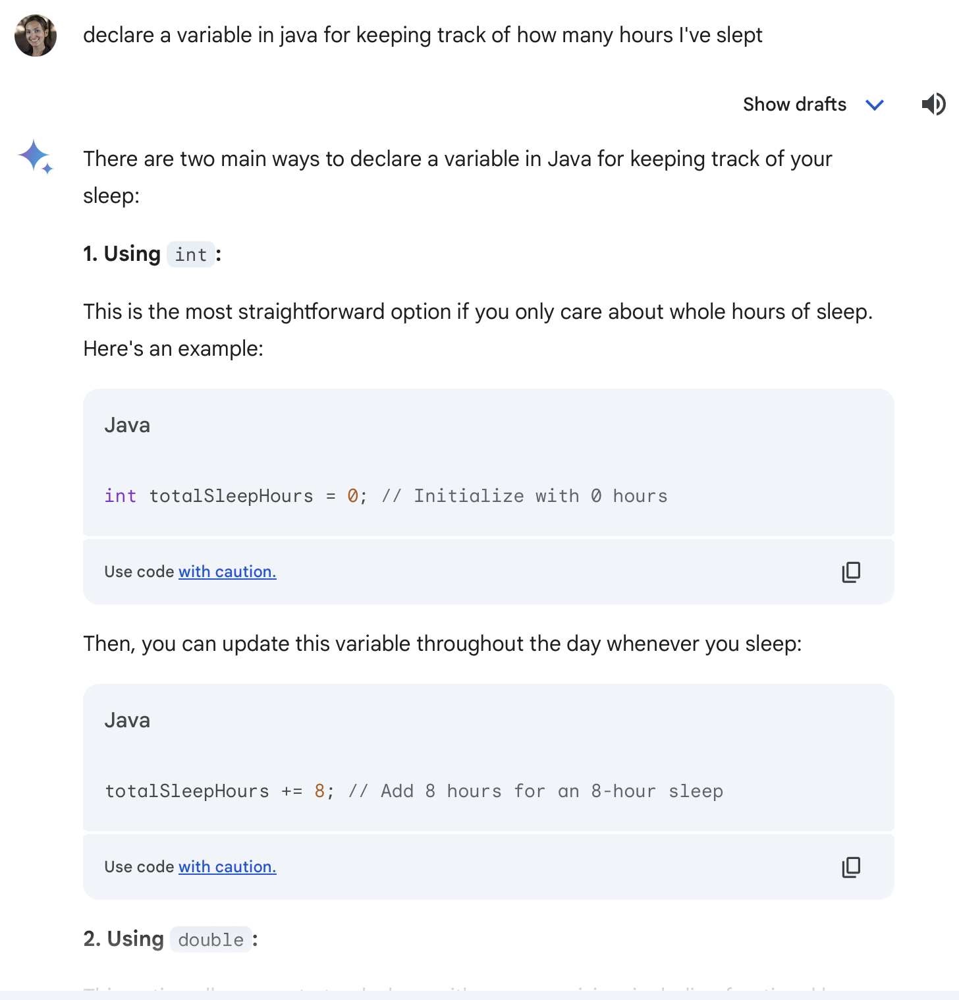 declare a variable in java for keeping track of how many hours I've slept
Show drafts
There are two main ways to declare a variable in Java for keeping track of your
sleep:
1. Using int:
This is the most straightforward option if you only care about whole hours of sleep.
Here's an example:
Java
int totalSleepHours = 0; // Initialize with 0 hours
Use code with caution.
Then, you can update this variable throughout the day whenever you sleep:
Java
totalSleepHours += 8; // Add 8 hours for an 8-hour sleep
Use code with caution.
2. Using double: